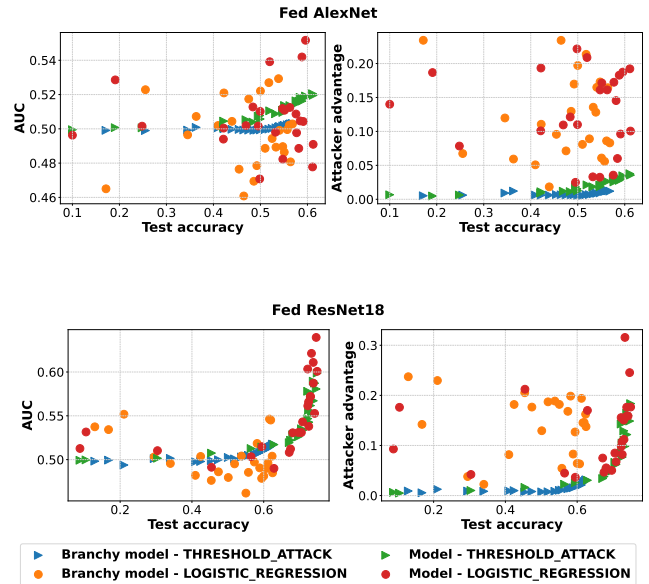 Fed AlexNet
AUC
0.54
0.52
0.50
0.48
0.46
0.1 0.2 0.3 0.4 0.5 0.6
Test accuracy
Attacker advantage
0.20
0.15
0.10
0.05
0.00
0.1 0.2 0.3 0.4 0.5 0.6
Test accuracy
Fed ResNet18
AUC
0.60
0.55
0.50
0.2 0.4 0.6
Test accuracy
Attacker advantage
0.3
0.2
0.1
0.0
0.2 0.4 0.6
Test accuracy
Branchy model - THRESHOLD_ATTACK
Branchy model - LOGISTIC_REGRESSION
Model - THRESHOLD_ATTACK
Model - LOGISTIC_REGRESSION